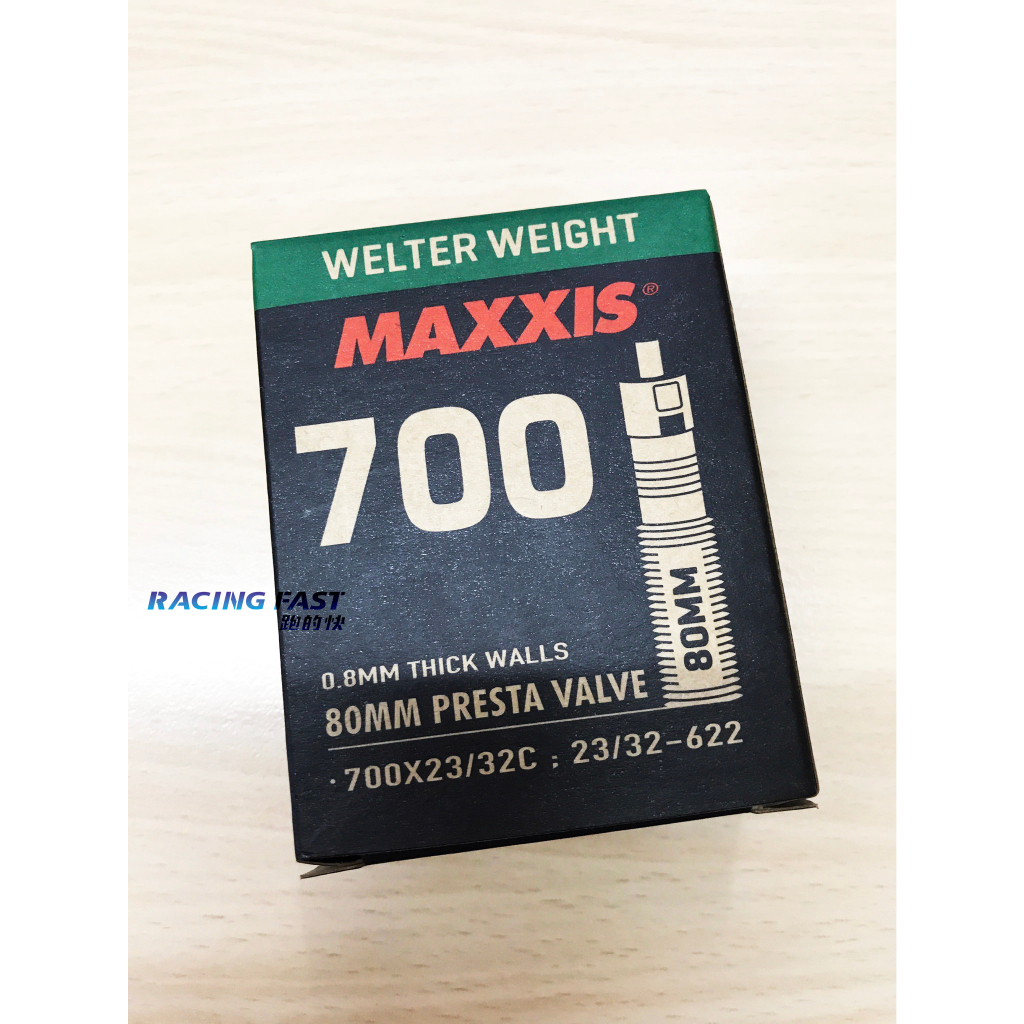 WELTER WEIGHT
MAXXIS®
700
80MM
RACING FAST
跑的快
0.8MM THICK WALLS
80MM PRESTA VALVE
·700X23/32C ; 23/32-622